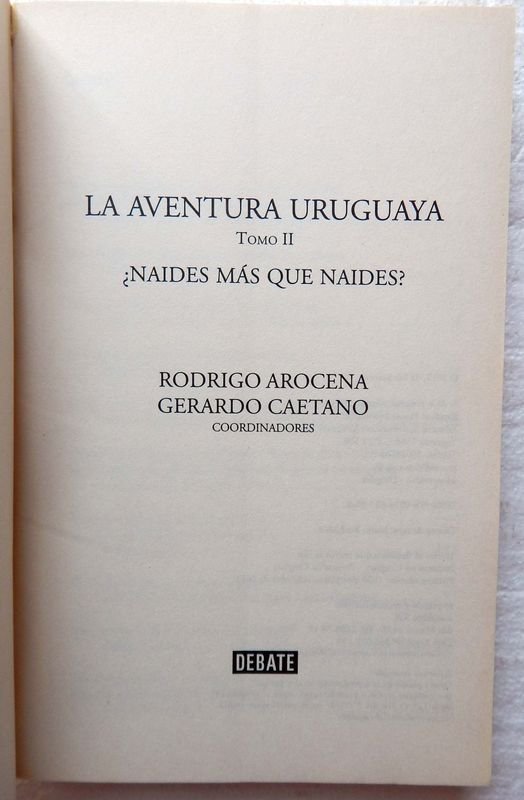 LA AVENTURA URUGUAYA
TOMO II
¿NAIDES MÁS QUE NAIDES?
RODRIGO AROCENA
GERARDO CAETANO
COORDINADORES
DEBATE